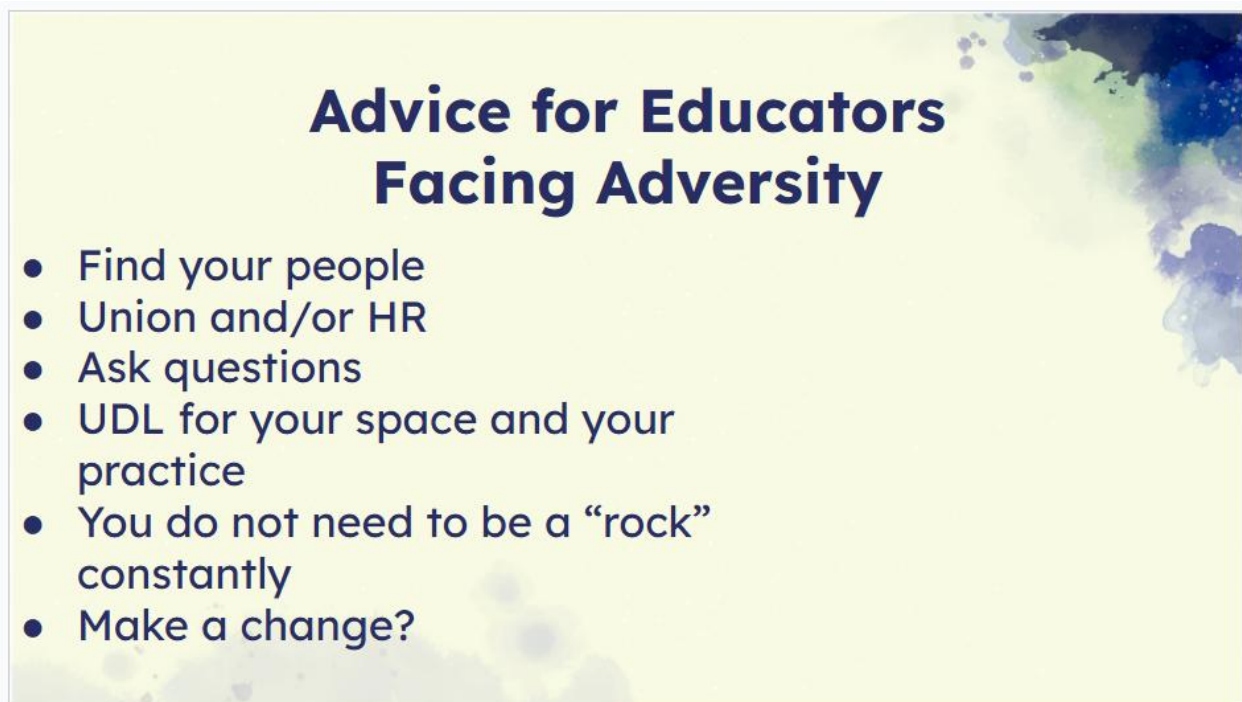 Advice for Educators
Facing Adversity
● Find your people
● Union and/or HR
● Ask questions
● UDL for your space and your
practice
● You do not need to be a “rock”
constantly
● Make a change?